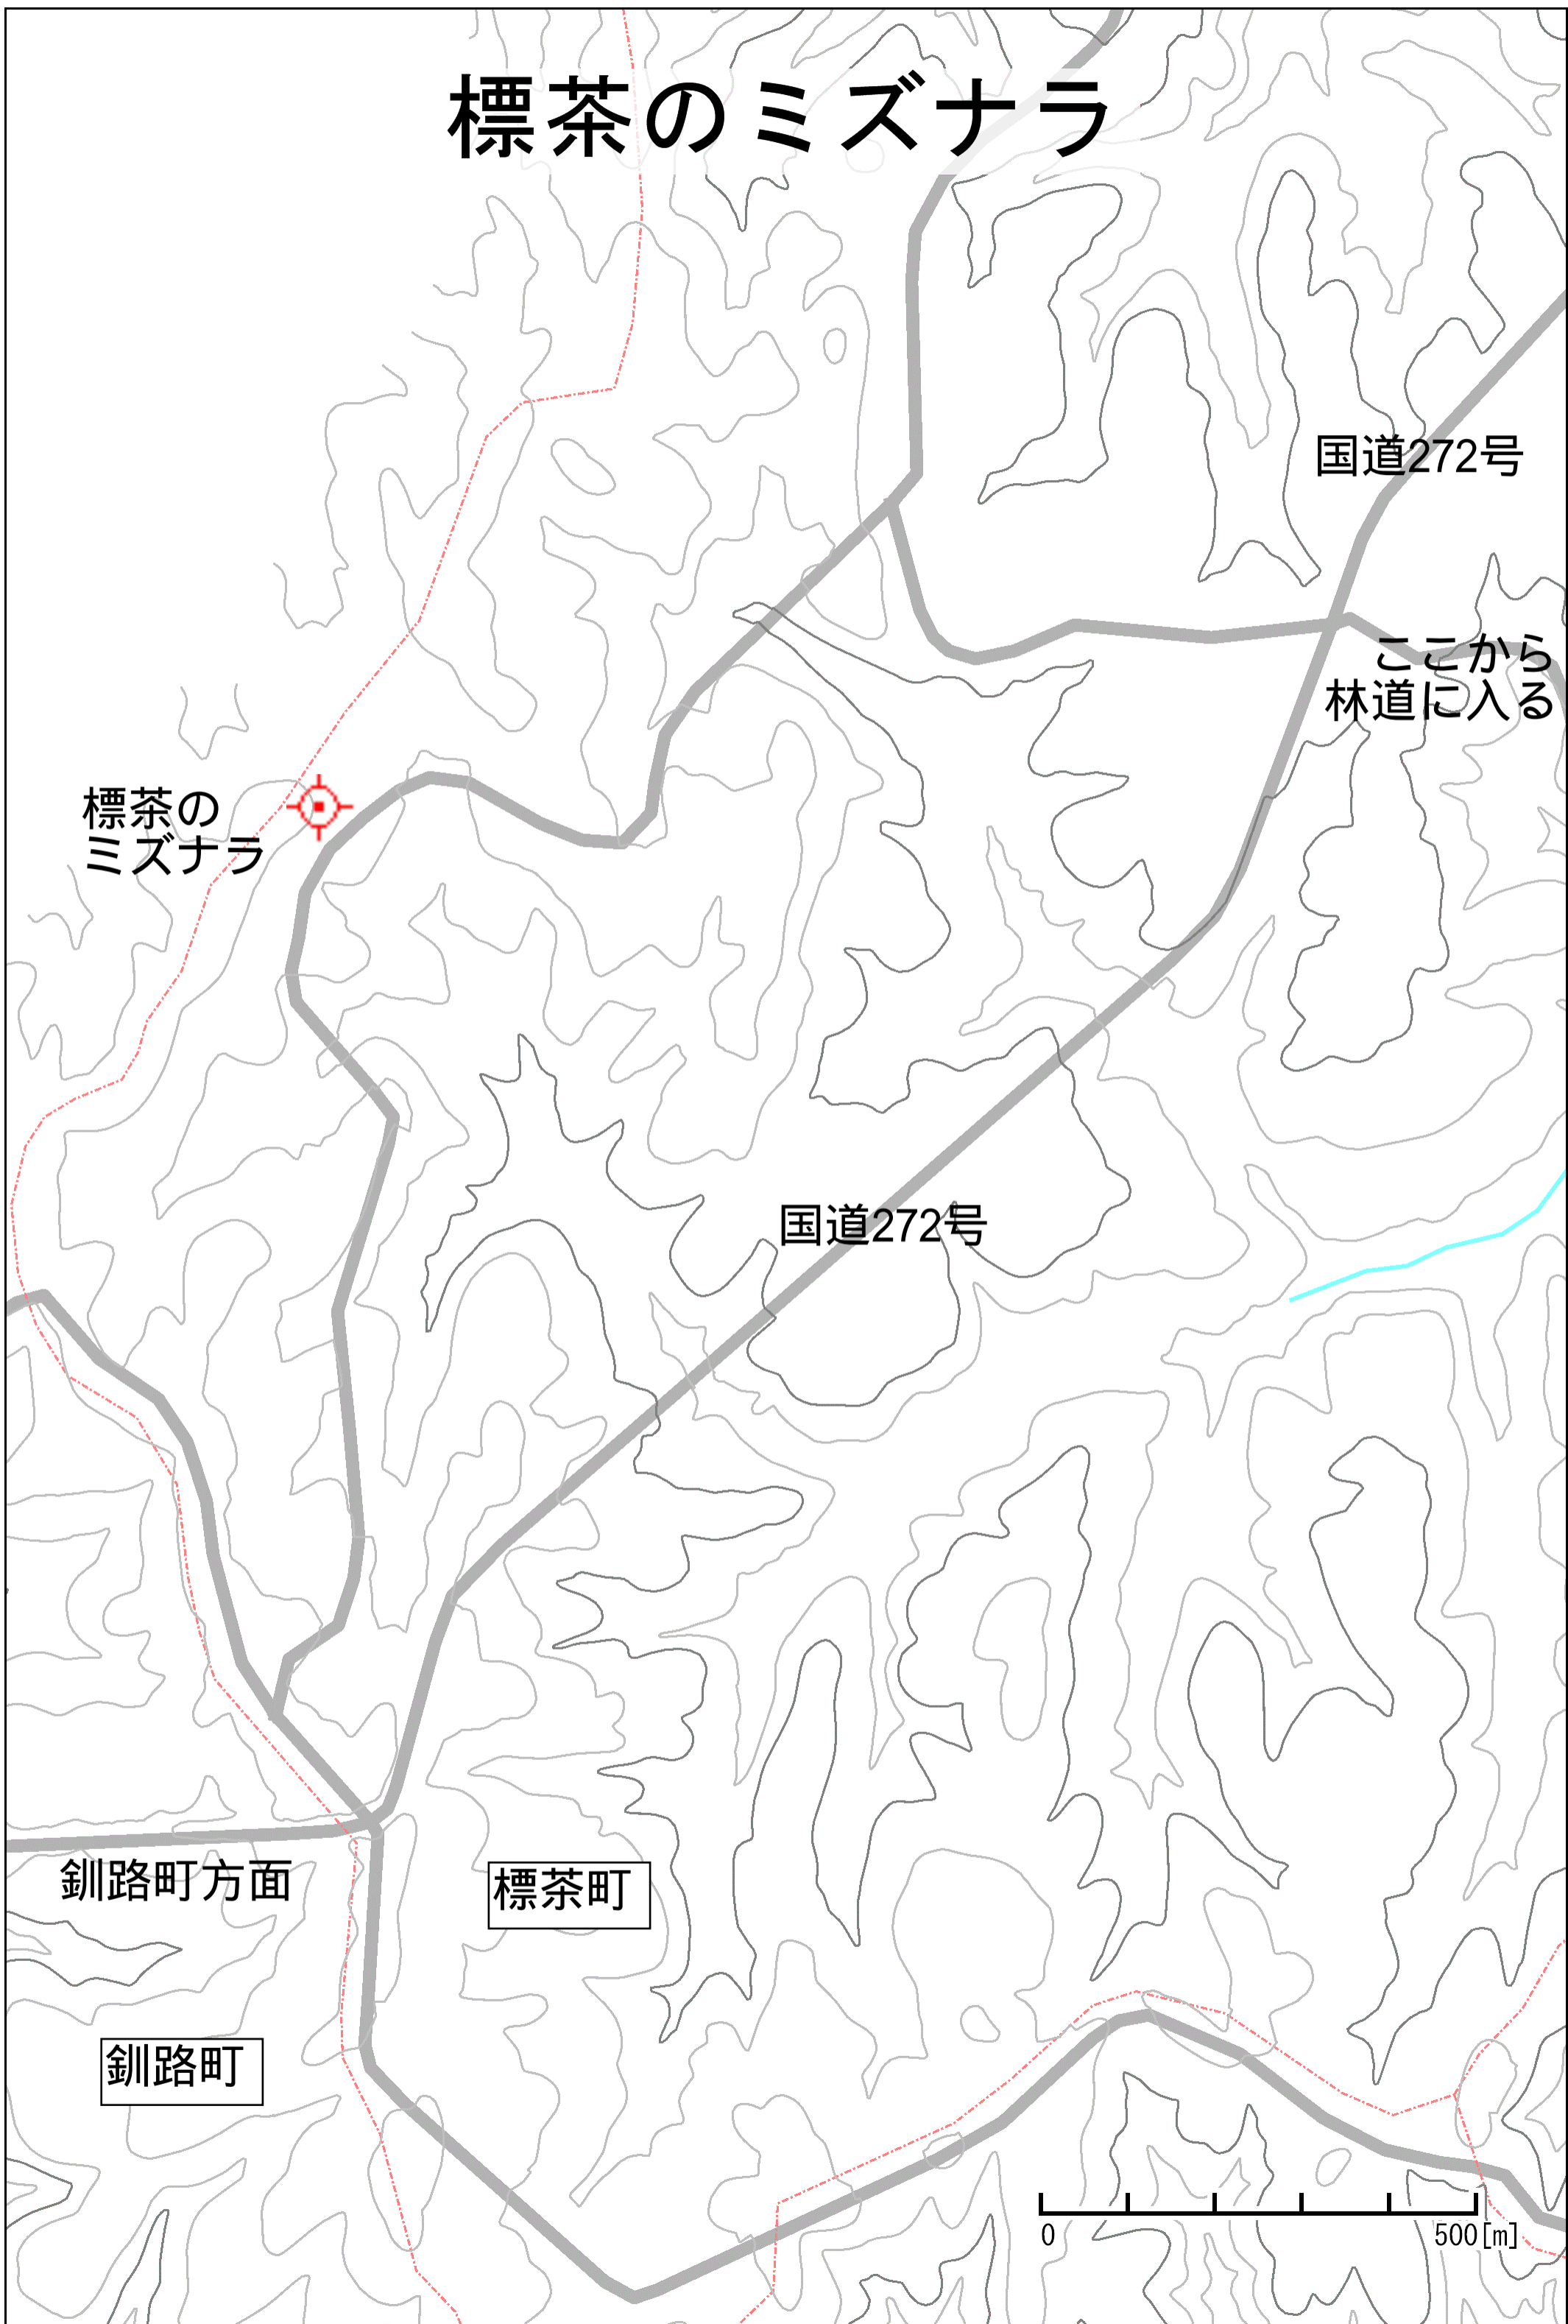 標茶のミズナラ
国道272号
ここから
林道に入る
標茶の
ミズナラ
国道272号
釧路町方面
標茶町
釧路町
0 500[m]